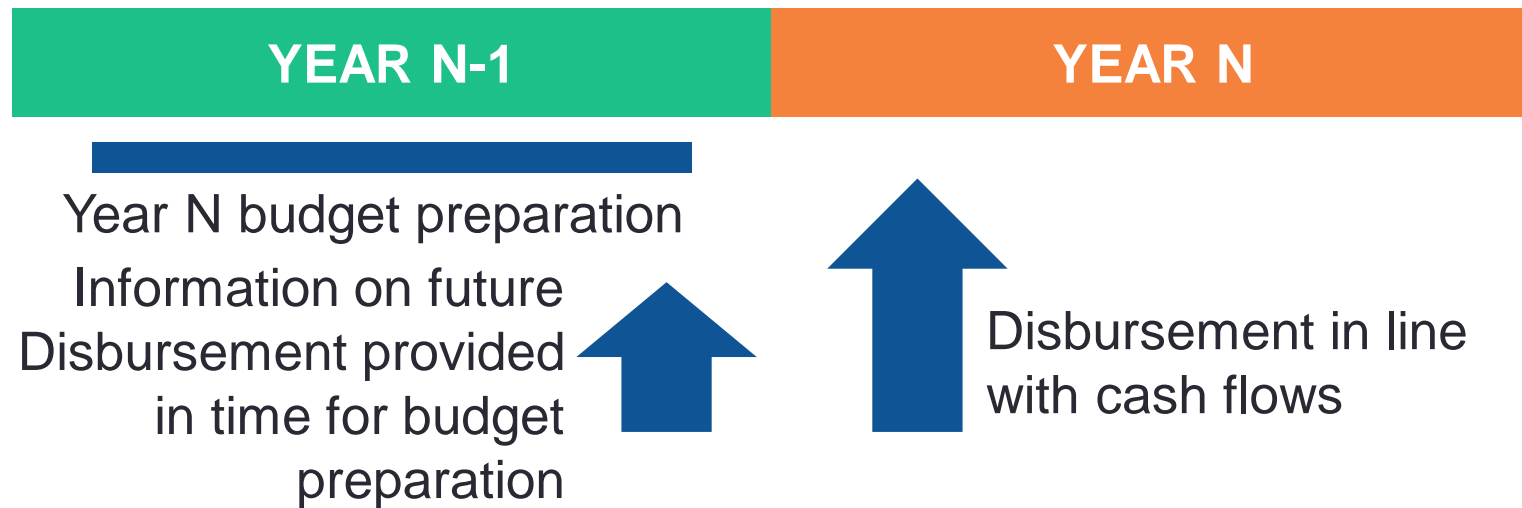 YEAR N-1
YEAR N
Year N budget preparation
Information on future
Disbursement provided
in time for budget
preparation
Disbursement in line
with cash flows